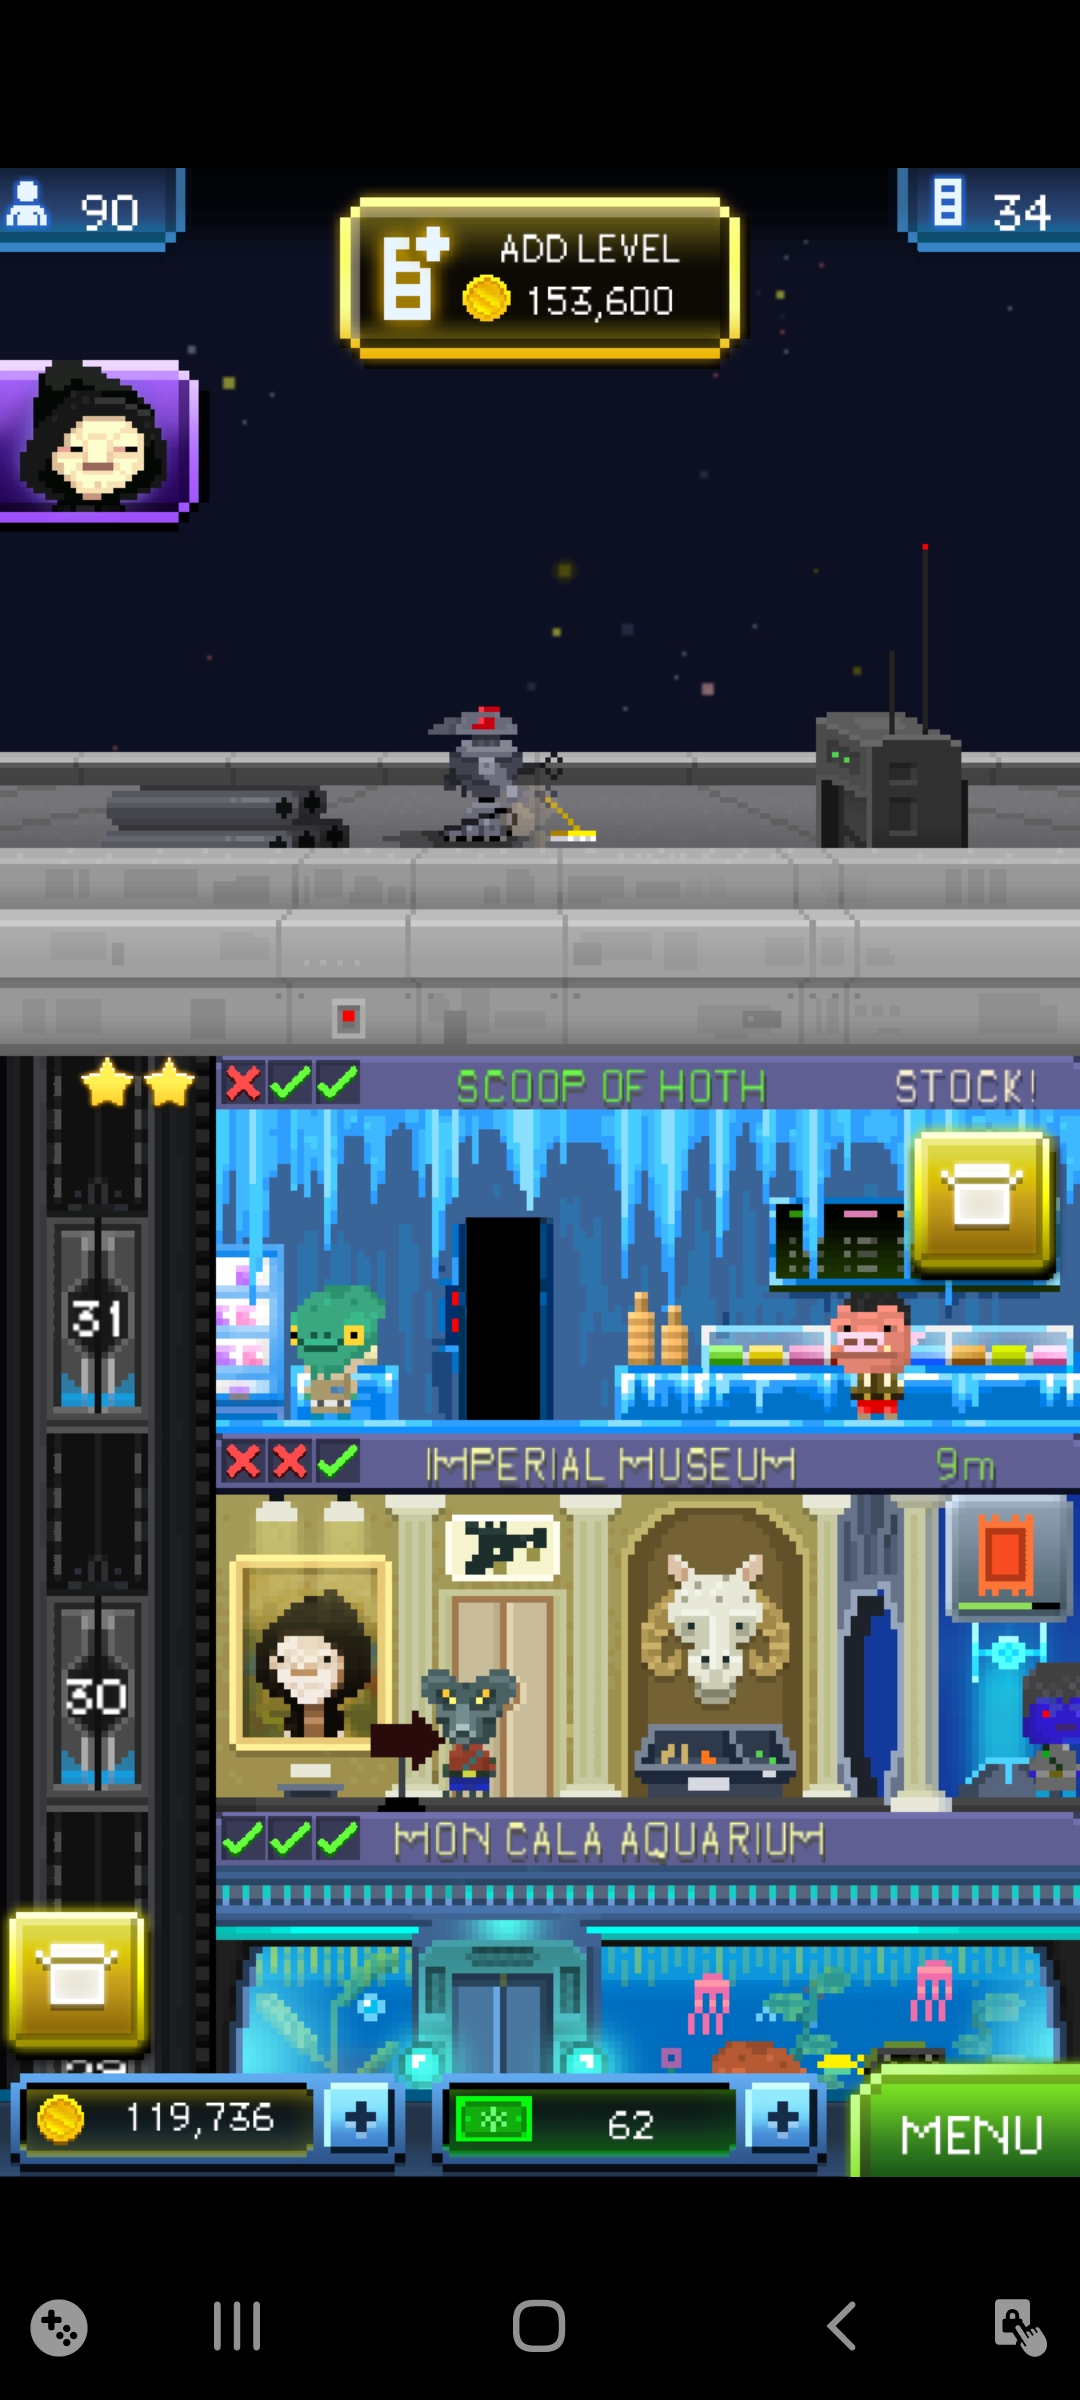 90
34
ADD LEVEL
153,600
SCOOP OF HOTH
STOCK!
31
IMPERIAL MUSEUM
9m
30
MON CALA AQUARIUM
119,736
62
MENU